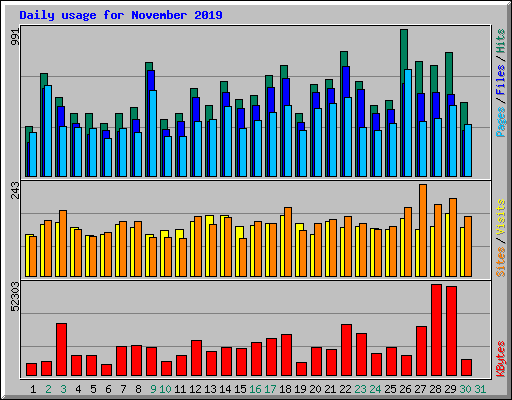 Daily usage for November 2019
991
Pages / Files / Hits
243
Sites / Visits
52303
KBytes
1 2 3 4 5 6 7 8 9 10 11 12 13 14 15 16 17 18 19 20 21 22 23 24 25 26 27 28 29 30 31